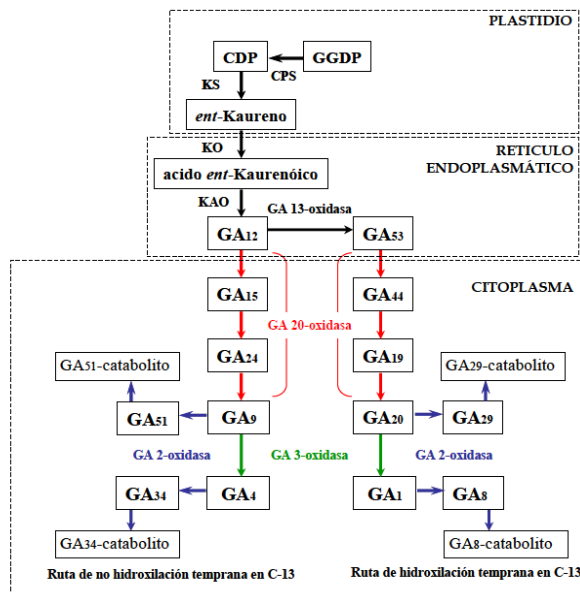 PLASTIDIO
CDP
GGDP
CPS
KS
ent-Kaureno
KO
RETICULO
ENDOPLASMÁTICO
acido ent-Kaurenóico
KAO
GA 13-oxidasa
GA12
GA53
CITOPLASMA
GA15
GA44
GA 20-oxidasa
GA51-catabolito
GA24
GA19
GA29-catabolito
GA51
GA9
GA20
GA29
GA 2-oxidasa
GA 3-oxidasa
GA 2-oxidasa
GA34
GA4
GA1
GA8
GA34-catabolito
GA8-catabolito
Ruta de no hidroxilación temprana en C-13
Ruta de hidroxilación temprana en C-13